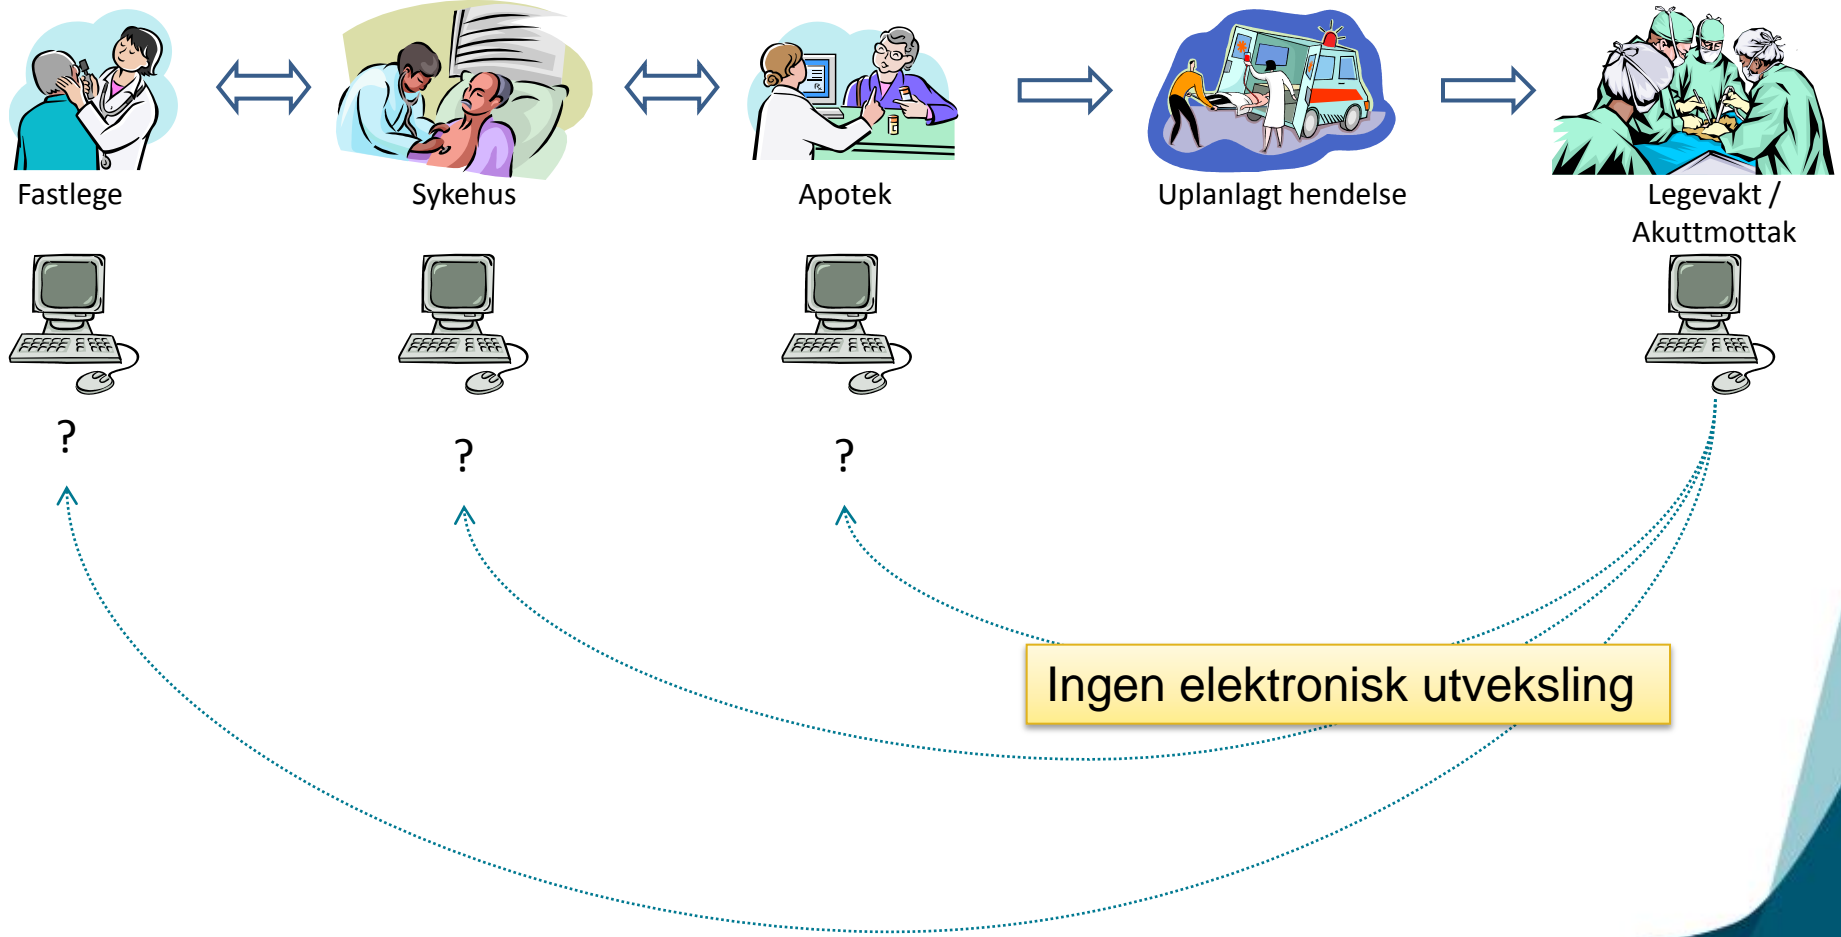 Fastlege
Sykehus
Apotek
Uplanlagt hendelse
Legevakt /
Akuttmottak
?
?
?
Ingen elektronisk utveksling